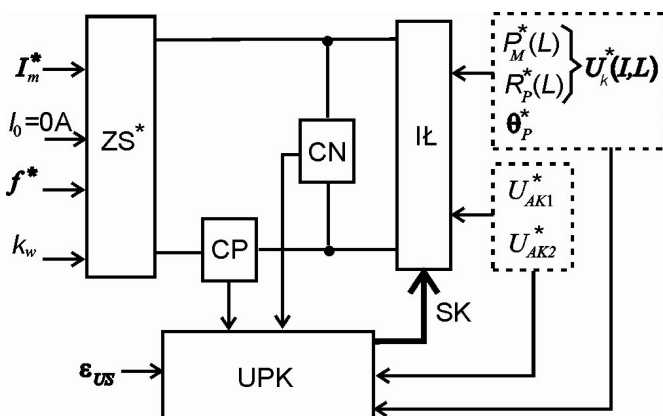 I*m
I0=0A
f*
kw
ZS*
CP
CN
IŁ
P*M(L)
R*P(L)
U*k(I,L)
θ*P
U*AK1
U*AK2
SK
εUS
UPK